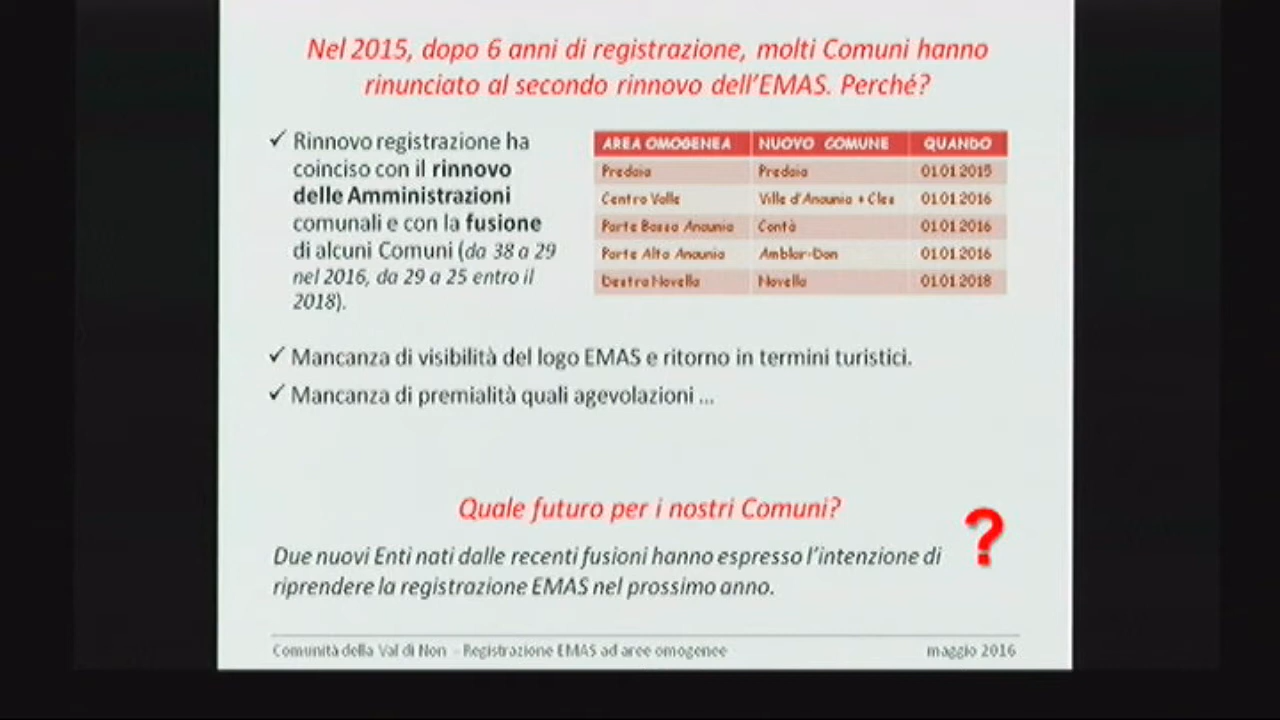 Nel 2015, dopo 6 anni di registrazione, molti Comuni hanno
rinunciato al secondo rinnovo dell'EMAS. Perché?
✓ Rinnovo registrazione ha
coinciso con il rinnovo
delle Amministrazioni
comunali e con la fusione
di alcuni Comuni (da 38 a 29
nel 2016, da 29 a 25 entro il
2018).
AREA OMOGENEA NUOVO COMUNE QUANDO
Predaia Predaia 01.01.2015
Centro Valle Ville d'Anaunia + Cles 01.01.2016
Parte Bassa Anaunia Contà 01.01.2016
Parte Alta Anaunia Amblar-Don 01.01.2016
Destra Novella Novella 01.01.2018
✓ Mancanza di visibilità del logo EMAS e ritorno in termini turistici.
✓ Mancanza di premialità quali agevolazioni ...
Quale futuro per i nostri Comuni?
?
Due nuovi Enti nati dalle recenti fusioni hanno espresso l'intenzione di
riprendere la registrazione EMAS nel prossimo anno.
Comunità della Val di Non - Registrazione EMAS ad aree omogenee maggio 2016